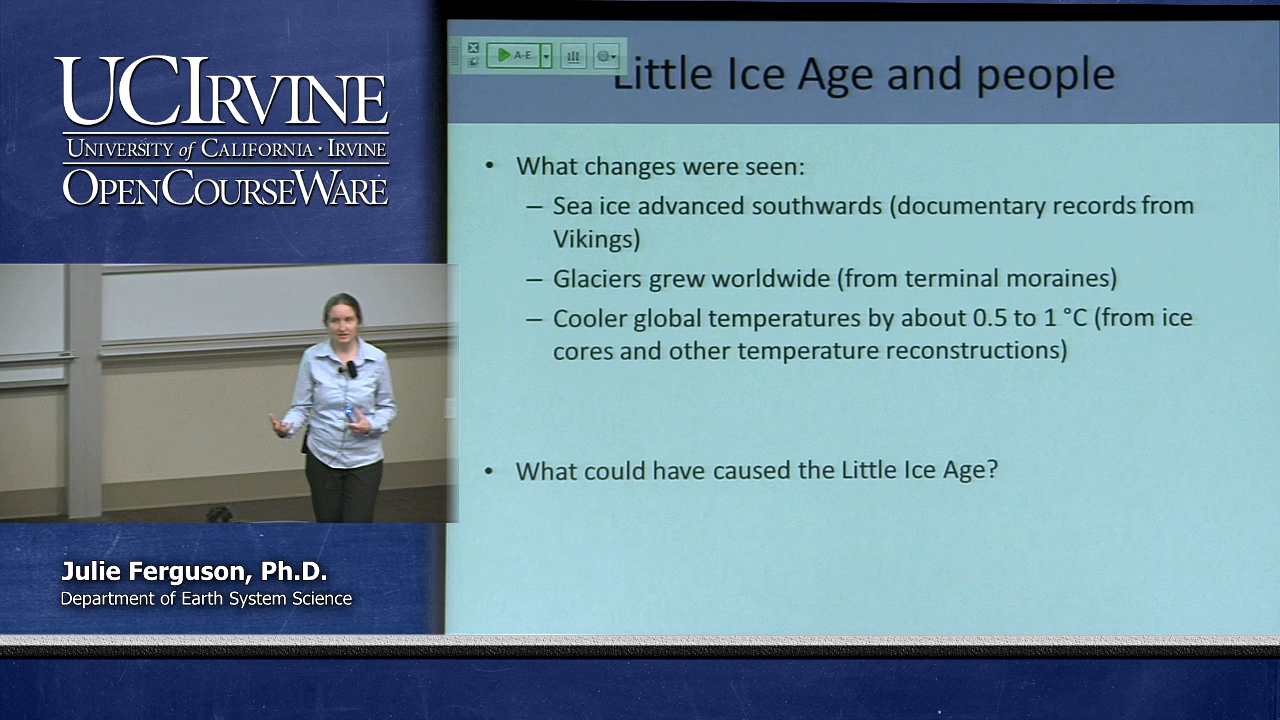 UCIRVINE
UNIVERSITY of CALIFORNIA · IRVINE
OPENCOURSEWARE
A-E
Little Ice Age and people
• What changes were seen:
– Sea ice advanced southwards (documentary records from
Vikings)
– Glaciers grew worldwide (from terminal moraines)
– Cooler global temperatures by about 0.5 to 1 °C (from ice
cores and other temperature reconstructions)
• What could have caused the Little Ice Age?
Julie Ferguson, Ph.D.
Department of Earth System Science